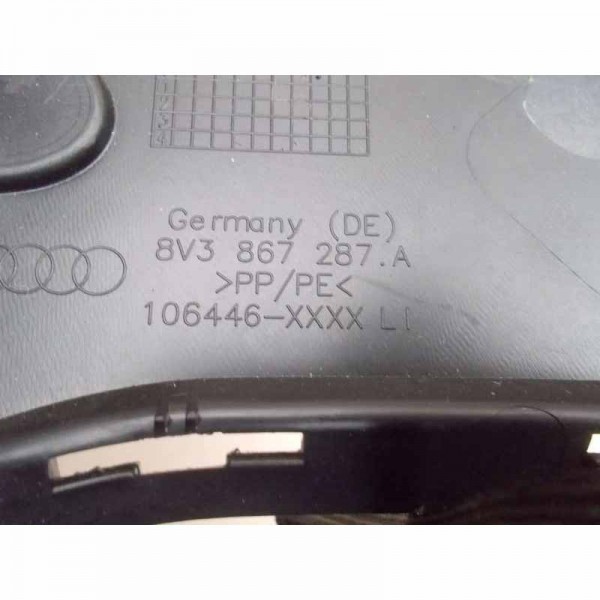 Germany (DE)
8V3 867 287.A
>PP/PE<
106446-XXXX LI